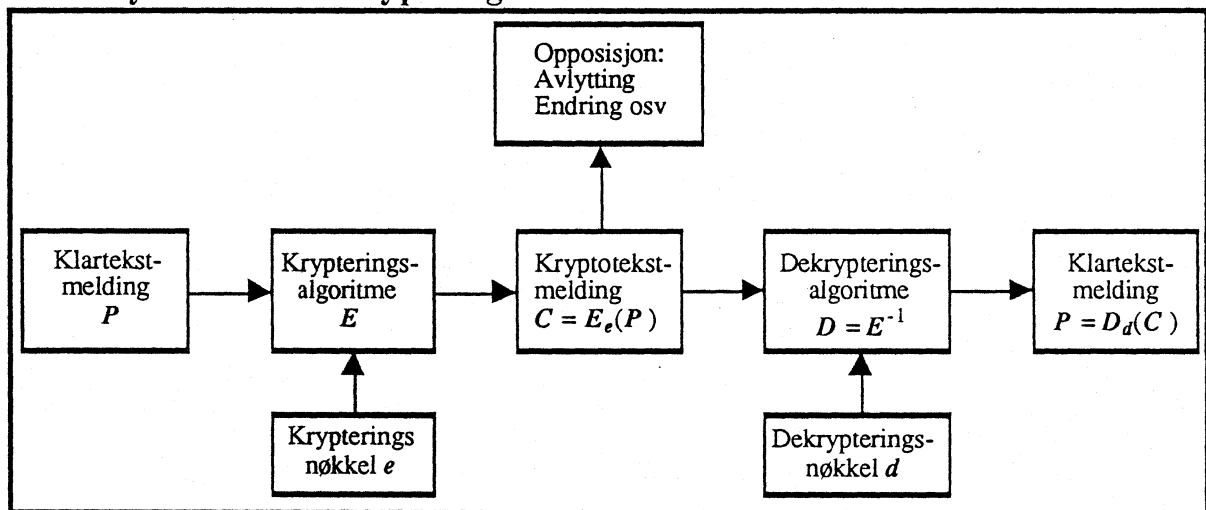 Opposisjon:
Avlytting
Endring osv
Klartekst-
melding
P
Krypterings-
algoritme
E
Kryptotekst-
melding
C = E_e(P)
Dekrypterings-
algoritme
D = E^{-1}
Klartekst-
melding
P = D_d(C)
Krypterings
nøkkel e
Dekrypterings-
nøkkel d